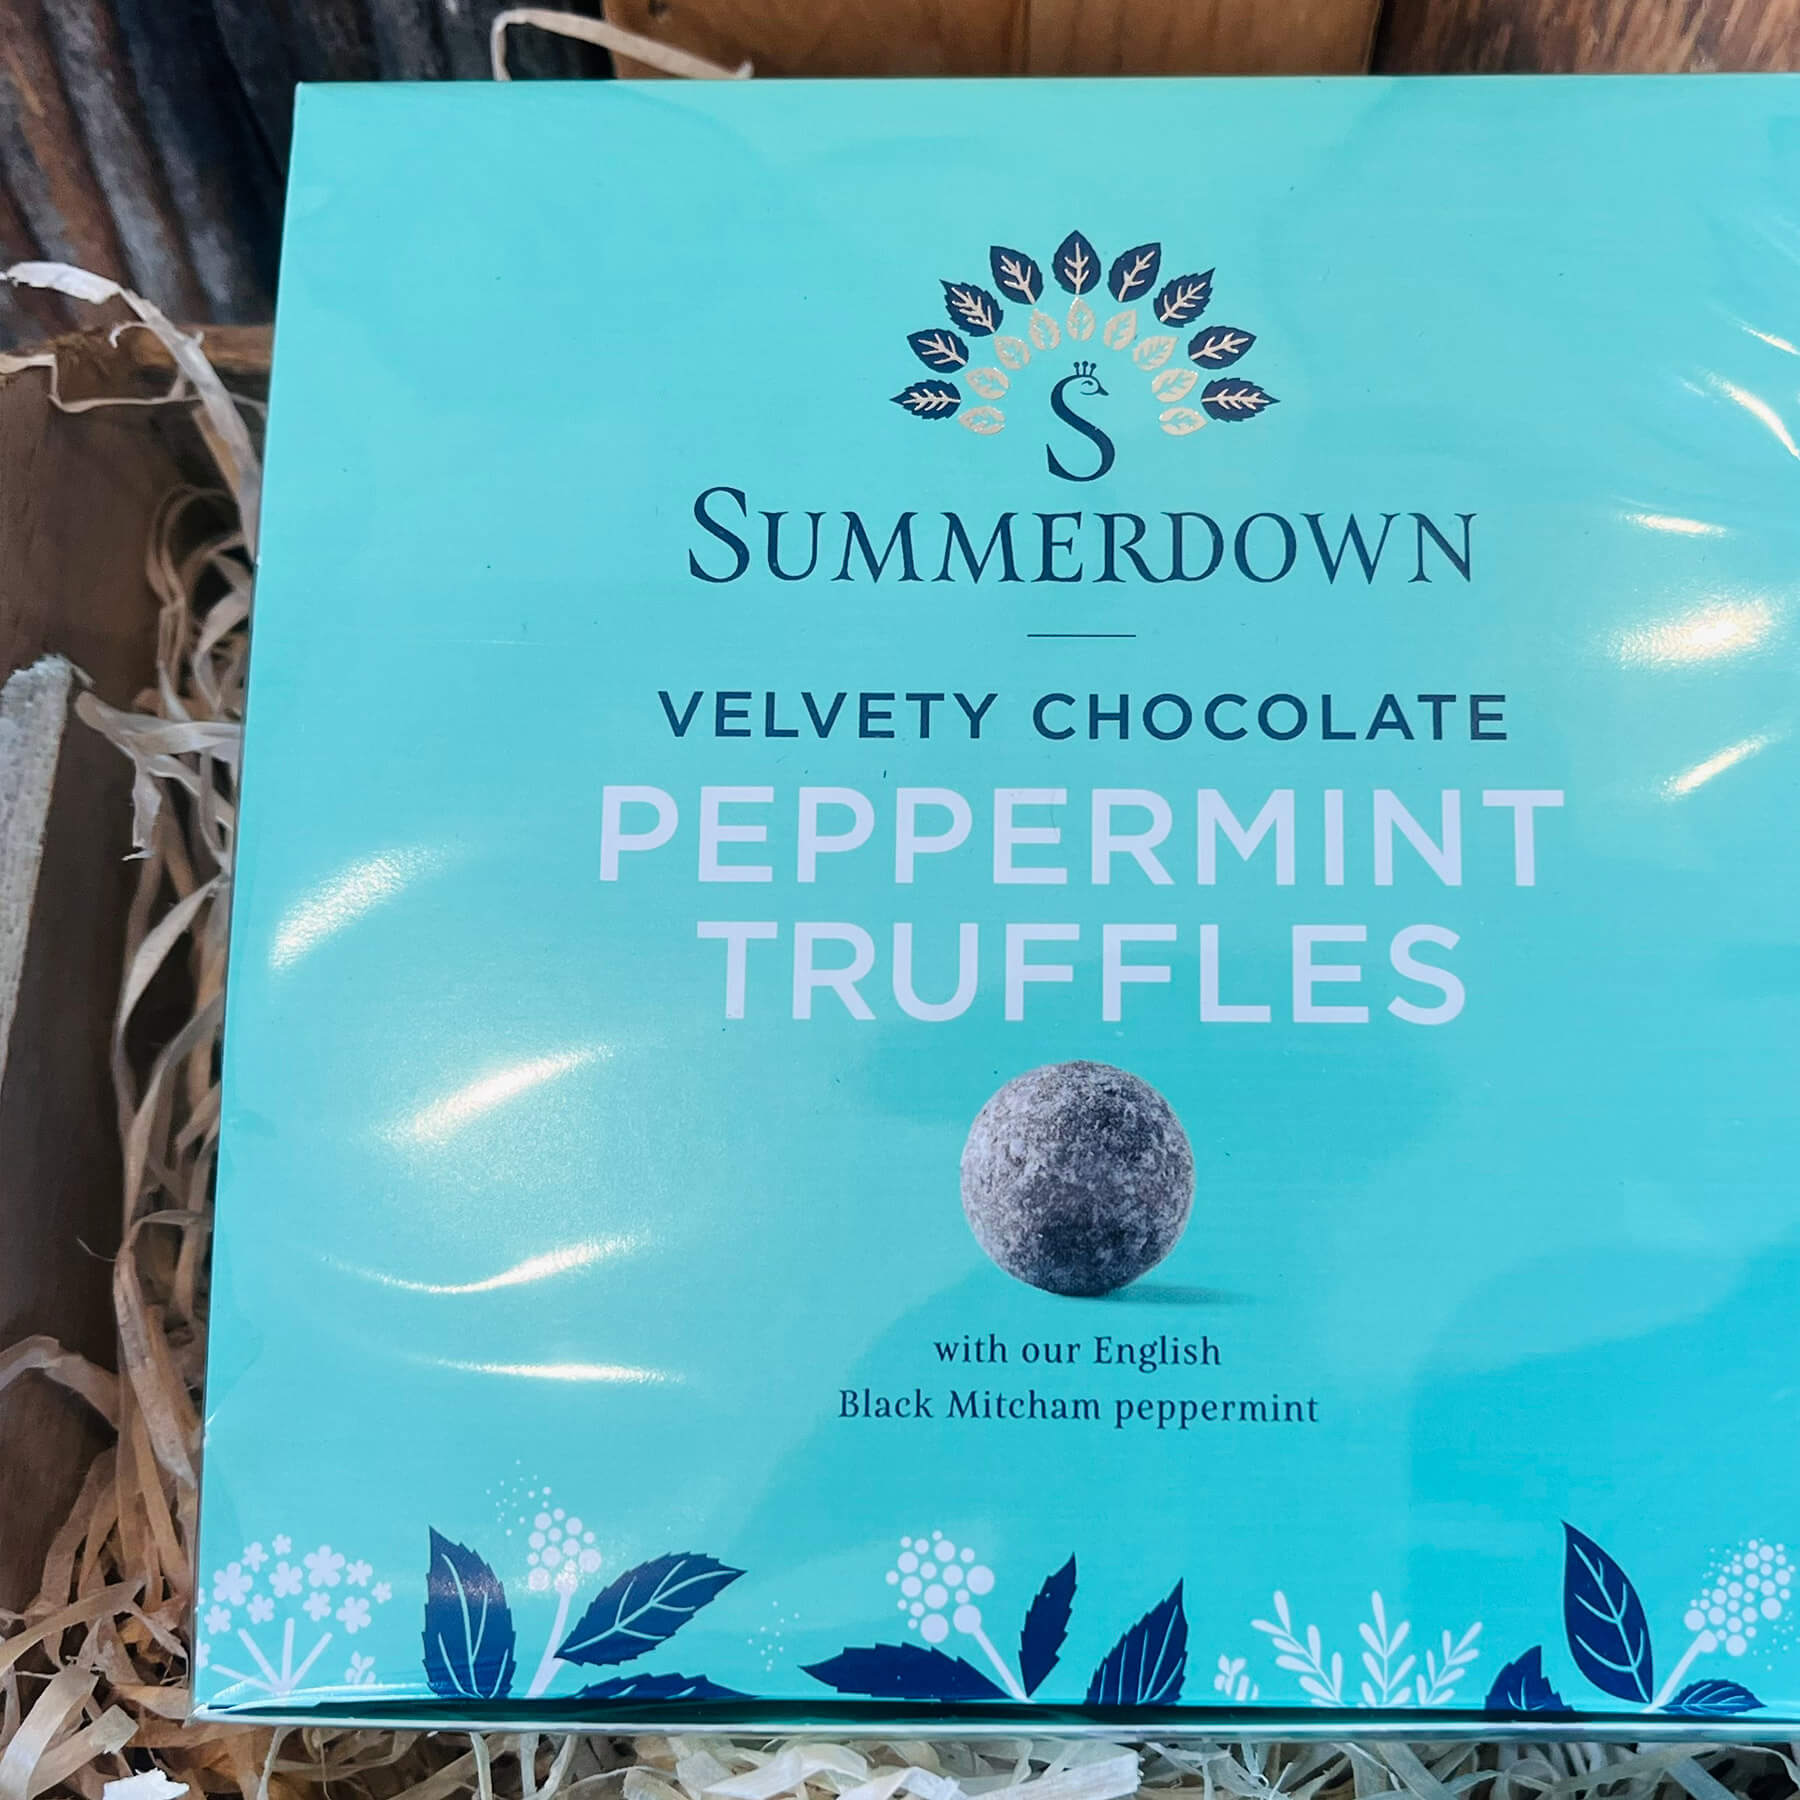 SUMMERDOWN
VELVETY CHOCOLATE
PEPPERMINT
TRUFFLES
with our English
Black Mitcham peppermint